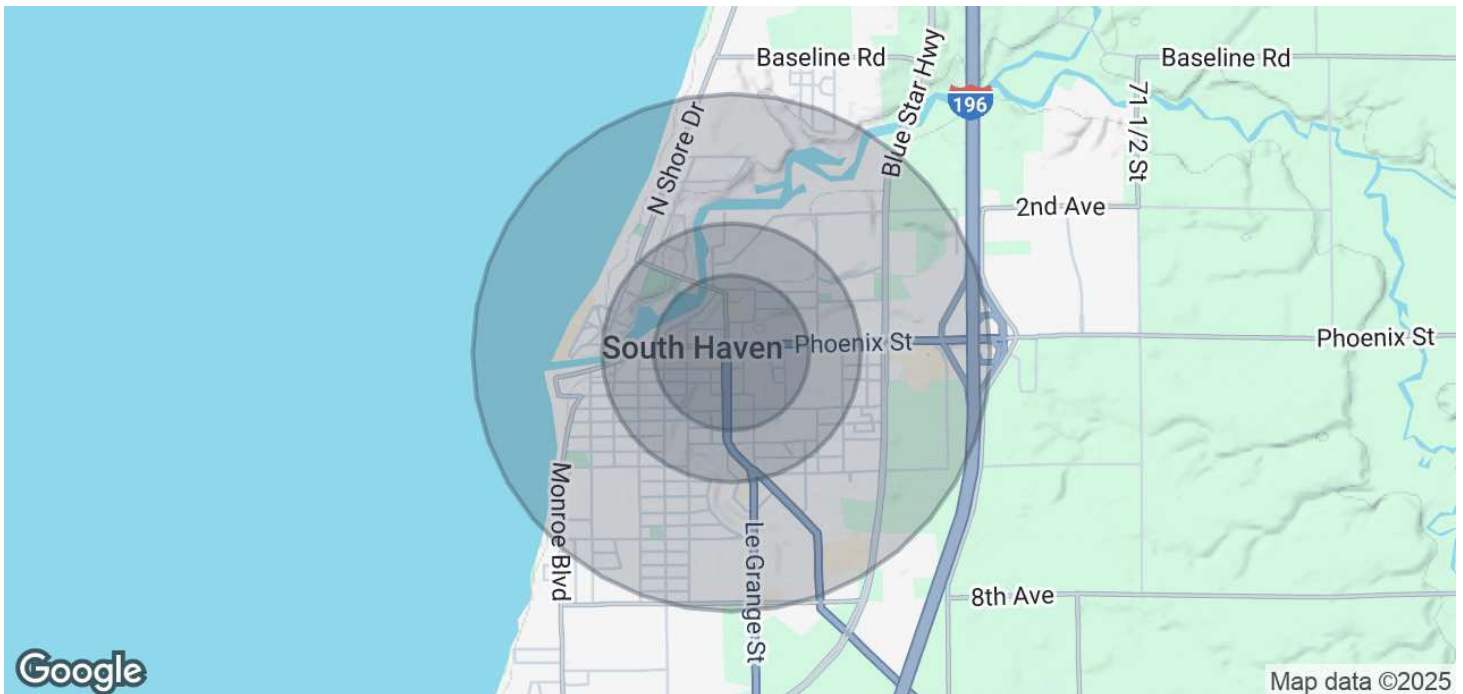 Baseline Rd
Baseline Rd
Blue Star Hwy
196
71-1/2 St
N Shore Dr
2nd Ave
South Haven
Phoenix St
Phoenix St
Monroe Blvd
Le Grange St
8th Ave
Google
Map data ©2025